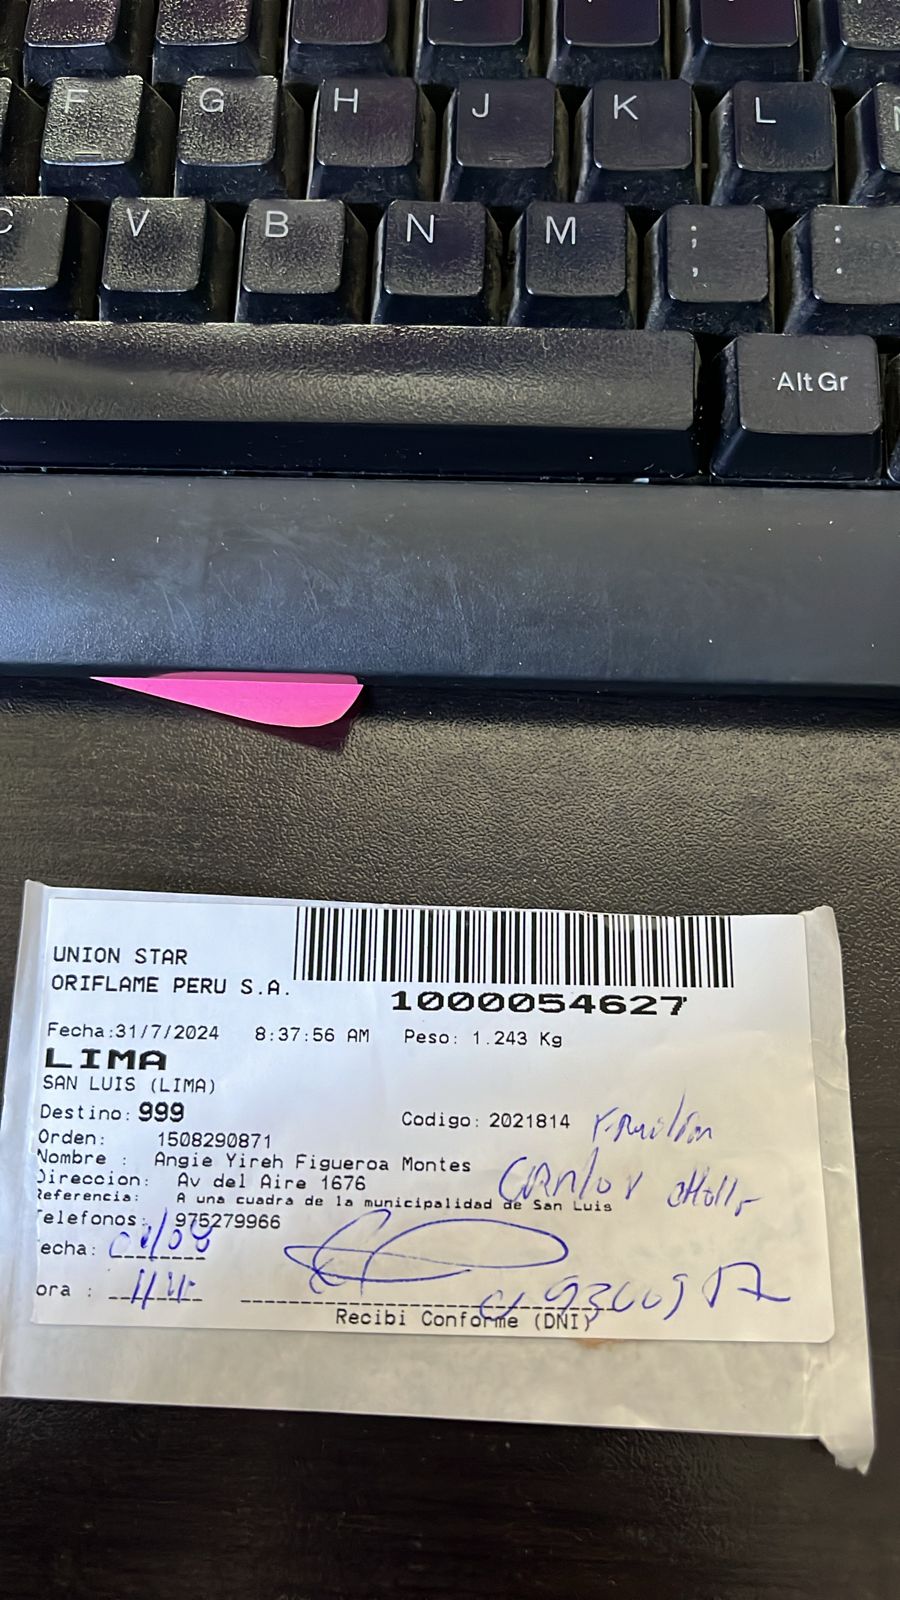 F G H J K L
C V B N M ; , : .
Alt Gr
UNION STAR
ORIFLAME PERU S.A.
1000054627
Fecha:31/7/2024 8:37:56 AM Peso: 1.243 Kg
LIMA
SAN LUIS (LIMA)
Destino: 999
Codigo: 2021814
Orden: 1508290871
Nombre : Angie Yireh Figueroa Montes
Direccion: Av del Aire 1676
Referencia: A una cuadra de la municipalidad de San Luis
Telefonos: 975279966
echa:
ora :
Recibi Conforme (DNI)